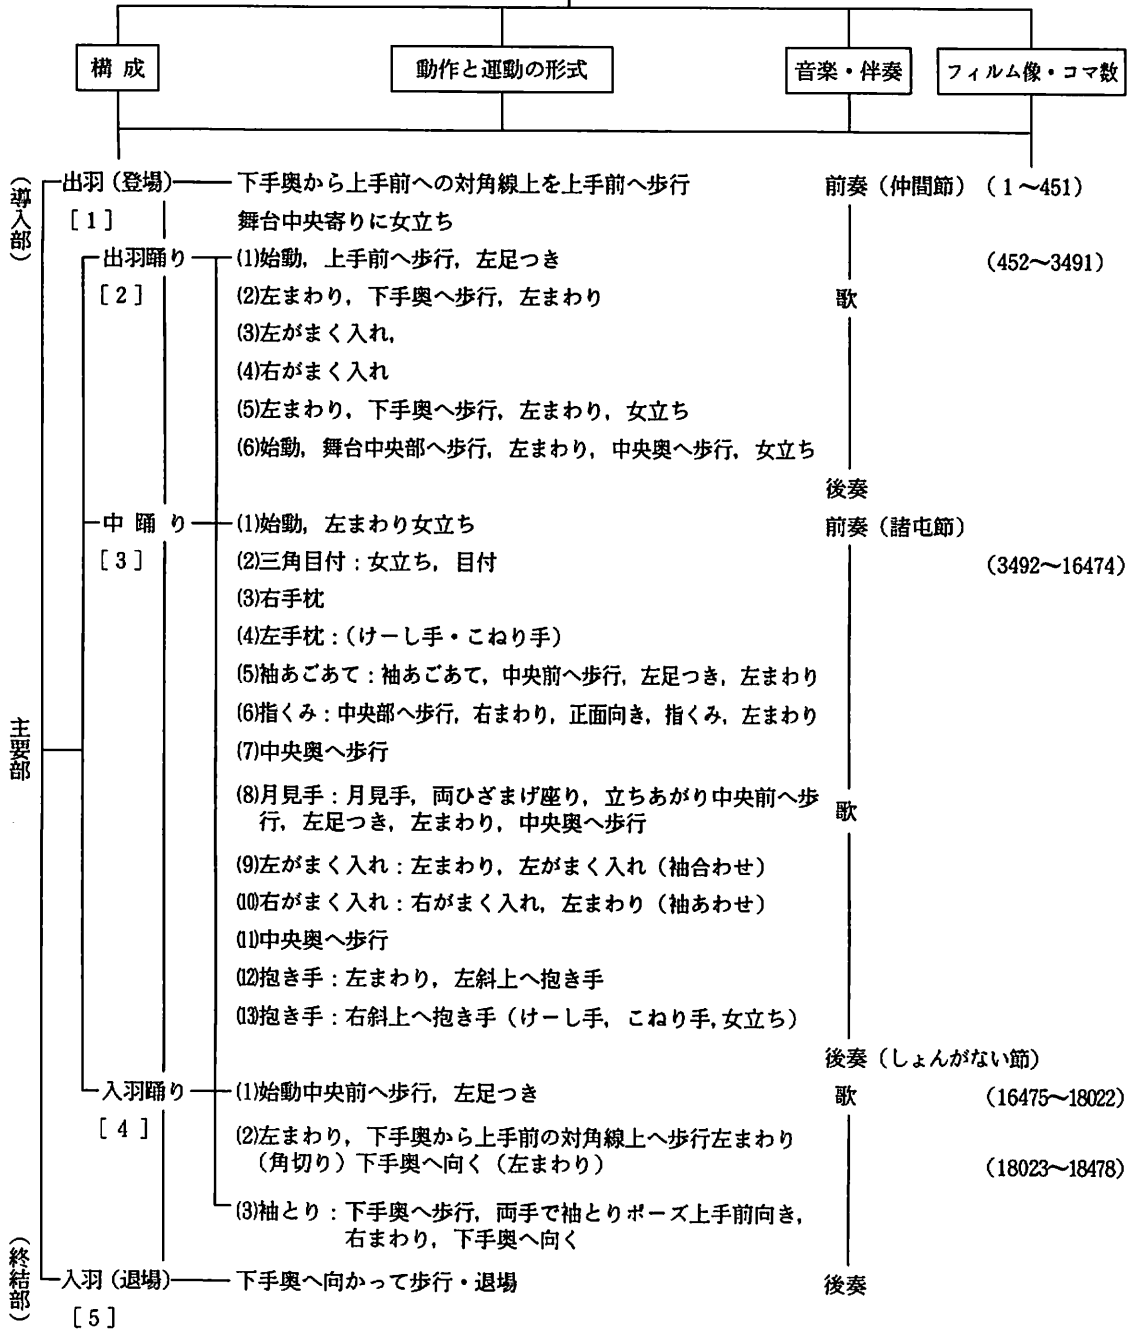 構成 動作と運動の形式 音楽・伴奏 フィルム像・コマ数
(導入部) 出羽（登場） 下手奥から上手前への対角線上を上手前へ歩行 前奏（仲間節） （1〜451）
［1］ 舞台中央寄りに女立ち
出羽踊り (1)始動，上手前へ歩行，左足つき （452〜3491）
［2］ (2)左まわり，下手奥へ歩行，左まわり 歌
(3)左がまく入れ，
(4)右がまく入れ
(5)左まわり，下手奥へ歩行，左まわり，女立ち
(6)始動，舞台中央部へ歩行，左まわり，中央奥へ歩行，女立ち
後奏
中踊り (1)始動，左まわり女立ち 前奏（諸屯節）
［3］ (2)三角目付：女立ち，目付 （3492〜16474）
(3)右手枕
(4)左手枕：（けーし手・こねり手）
(5)袖あごあて：袖あごあて，中央前へ歩行，左足つき，左まわり
主要部 (6)指くみ：中央部へ歩行，右まわり，正面向き，指くみ，左まわり
(7)中央奥へ歩行
(8)月見手：月見手，両ひざまげ座り，立ちあがり中央前へ歩
行，左足つき，左まわり，中央奥へ歩行 歌
(9)左がまく入れ：左まわり，左がまく入れ（袖合わせ）
(10)右がまく入れ：右がまく入れ，左まわり（袖あわせ）
(11)中央奥へ歩行
(12)抱き手：左まわり，左斜上へ抱き手
(13)抱き手：右斜上へ抱き手（けーし手，こねり手，女立ち）
後奏（しょんがない節）
入羽踊り (1)始動中央前へ歩行，左足つき 歌 （16475〜18022）
［4］ (2)左まわり，下手奥から上手前の対角線上へ歩行左まわり
（角切り）下手奥へ向く（左まわり） （18023〜18478）
(3)袖とり：下手奥へ歩行，両手で袖とりポーズ上手前向き，
右まわり，下手奥へ向く
(終結部) 入羽（退場） 下手奥へ向かって歩行・退場 後奏
［5］